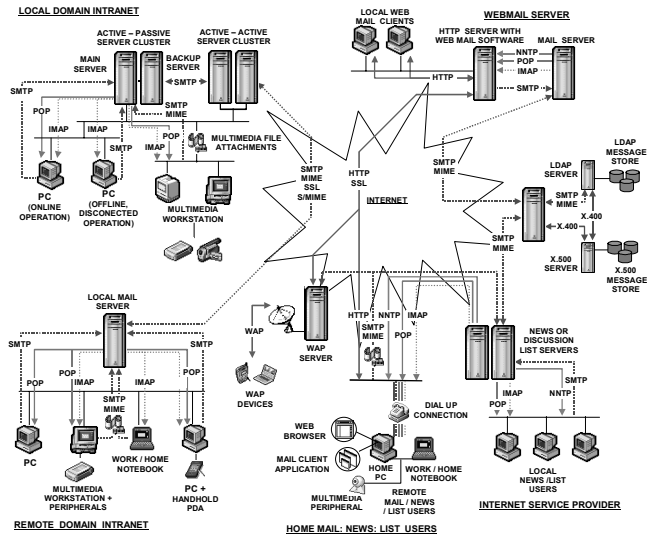 LOCAL DOMAIN INTRANET
ACTIVE – PASSIVE
SERVER CLUSTER
ACTIVE – ACTIVE
SERVER CLUSTER
MAIN
SERVER
BACKUP
SERVER
SMTP
SMTP
SMTP
MIME
POP
IMAP
IMAP
SMTP
IMAP
POP
MULTIMEDIA FILE
ATTACHMENTS
PC
(ONLINE
OPERATION)
PC
(OFFLINE,
DISCONECTED
OPERATION)
MULTIMEDIA
WORKSTATION
LOCAL WEB
MAIL CLIENTS
WEBMAIL SERVER
HTTP SERVER WITH
WEB MAIL SOFTWARE
MAIL SERVER
NNTP
POP
IMAP
SMTP
HTTP
SMTP
MIME
SSL
S/MIME
HTTP
SSL
INTERNET
SMTP
MIME
LDAP
SERVER
LDAP
MESSAGE
STORE
SMTP
MIME
X.400
X.400
X.500
SERVER
X.500
MESSAGE
STORE
SMTP
MIME
LOCAL MAIL
SERVER
SMTP
SMTP
POP
POP
IMAP
IMAP
POP
SMTP
MIME
PC
WORK / HOME
NOTEBOOK
PC +
HANDHOLD
PDA
MULTIMEDIA
WORKSTATION +
PERIPHERALS
REMOTE DOMAIN INTRANET
WAP
WAP
SERVER
WAP
DEVICES
HTTP
NNTP
IMAP
SMTP
MIME
POP
DIAL UP
CONNECTION
WEB
BROWSER
MAIL CLIENT
APPLICATION
HOME
PC
WORK / HOME
NOTEBOOK
MULTIMEDIA
PERIPHERAL
REMOTE
MAIL / NEWS
/ LIST USERS
HOME MAIL: NEWS: LIST USERS
NEWS OR
DISCUSSION
LIST SERVERS
SMTP
IMAP
NNTP
POP
LOCAL
NEWS /LIST
USERS
INTERNET SERVICE PROVIDER